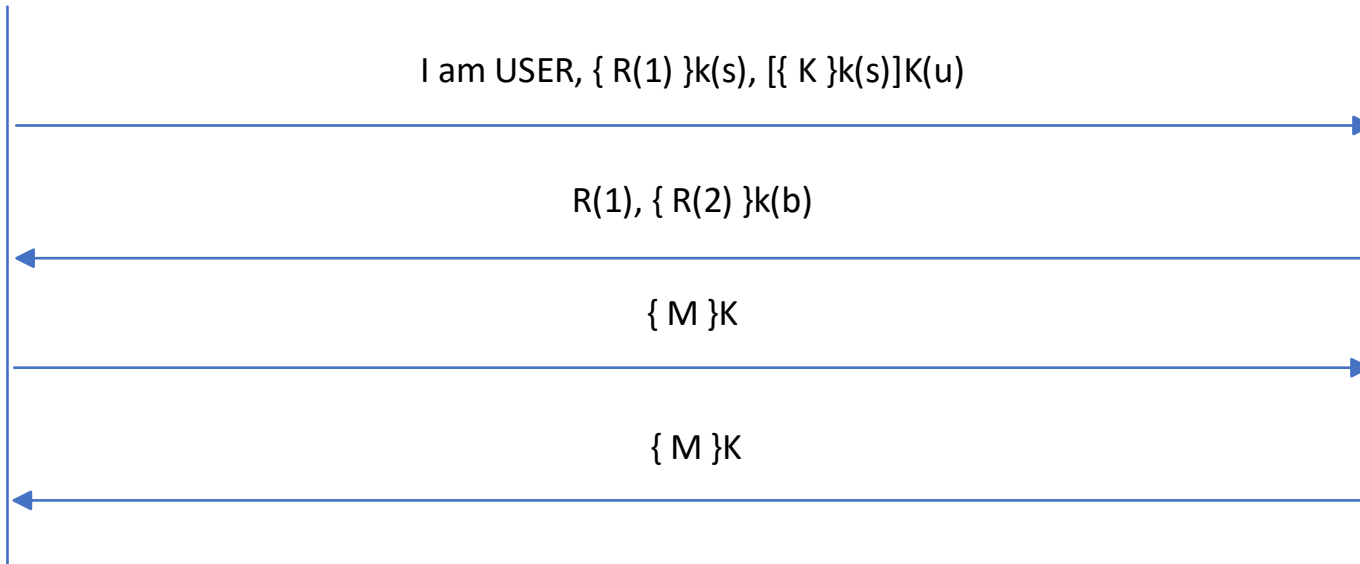 I am USER, { R(1) }k(s), [{ K }k(s)]K(u)
R(1), { R(2) }k(b)
{ M }K
{ M }K